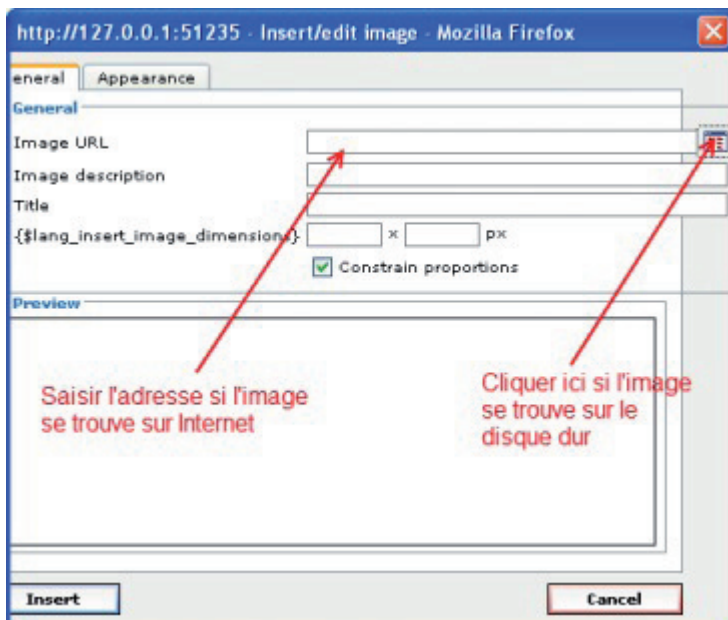 http://127.0.0.1:51235 - Insert/edit image - Mozilla Firefox
eneral Appearance
General
Image URL
Image description
Title
{$lang_insert_image_dimensions} x px
Constrain proportions
Preview
Saisir l'adresse si l'image
se trouve sur Internet
Cliquer ici si l'image
se trouve sur le
disque dur
Insert Cancel